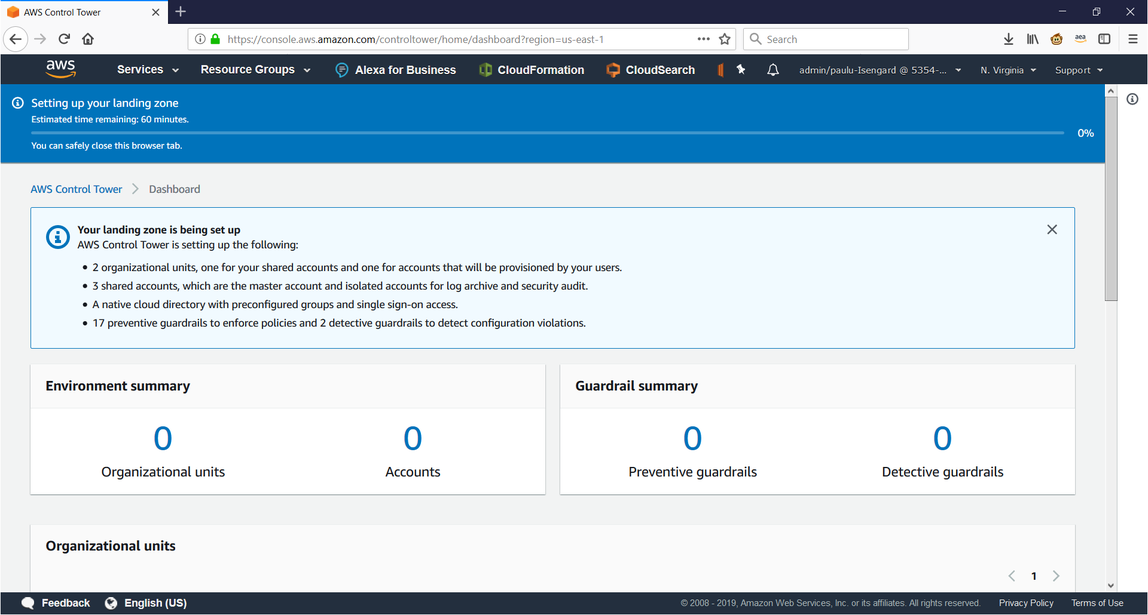 AWS Control Tower
https://console.aws.amazon.com/controltower/home/dashboard?region=us-east-1
Search
aws
Services
Resource Groups
Alexa for Business
CloudFormation
CloudSearch
admin/paulu-Isengard @ 5354-...
N. Virginia
Support
Setting up your landing zone
Estimated time remaining: 60 minutes.
0%
You can safely close this browser tab.
AWS Control Tower
Dashboard
Your landing zone is being set up
AWS Control Tower is setting up the following:
• 2 organizational units, one for your shared accounts and one for accounts that will be provisioned by your users.
• 3 shared accounts, which are the master account and isolated accounts for log archive and security audit.
• A native cloud directory with preconfigured groups and single sign-on access.
• 17 preventive guardrails to enforce policies and 2 detective guardrails to detect configuration violations.
Environment summary
0
Organizational units
0
Accounts
Guardrail summary
0
Preventive guardrails
0
Detective guardrails
Organizational units
1
Feedback
English (US)
© 2008 - 2019, Amazon Web Services, Inc. or its affiliates. All rights reserved.
Privacy Policy
Terms of Use